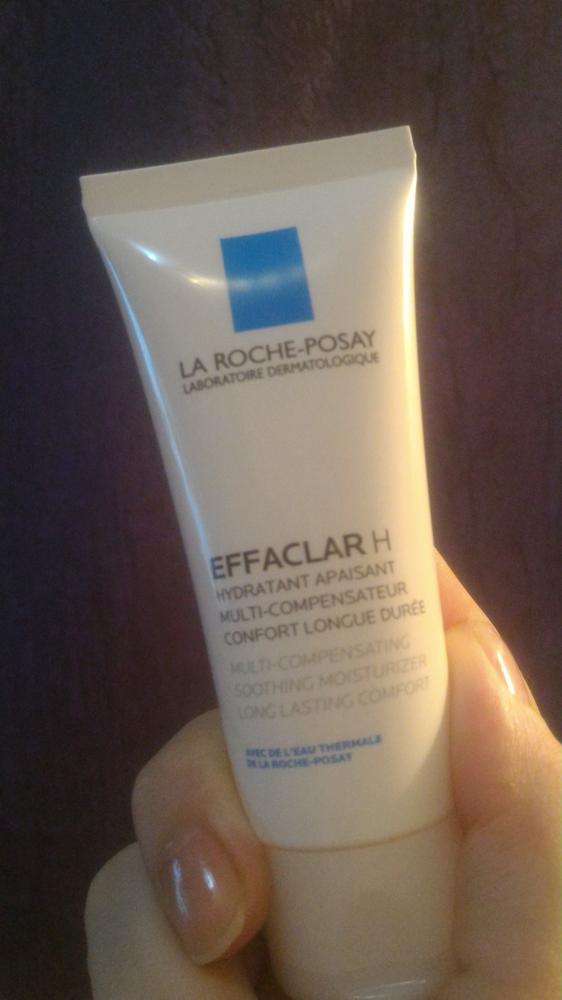 LA ROCHE-POSAY
LABORATOIRE DERMATOLOGIQUE
EFFACLAR H
HYDRATANT APAISANT
MULTI-COMPENSATEUR
CONFORT LONGUE DURÉE
MULTI-COMPENSATING
SOOTHING MOISTURIZER
LONG LASTING COMFORT
AVEC DE L'EAU THERMALE
DE LA ROCHE-POSAY